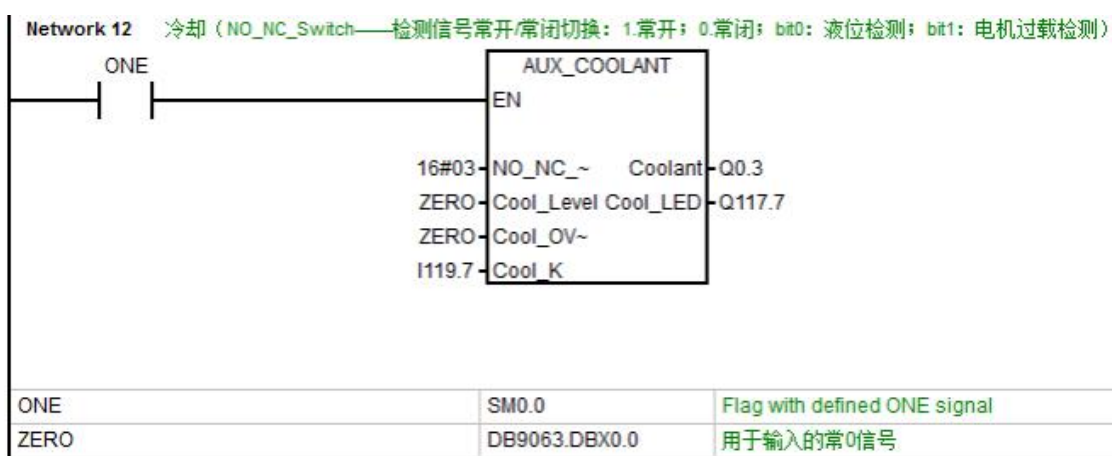 Network 12 冷却（NO_NC_Switch——检测信号常开/常闭切换：1.常开；0.常闭；bit0：液位检测；bit1：电机过载检测）
ONE
AUX_COOLANT
EN
16#03 NO_NC_~ Coolant Q0.3
ZERO Cool_Level Cool_LED Q117.7
ZERO Cool_OV~
I119.7 Cool_K
ONE SM0.0 Flag with defined ONE signal
ZERO DB9063.DBX0.0 用于输入的常0信号